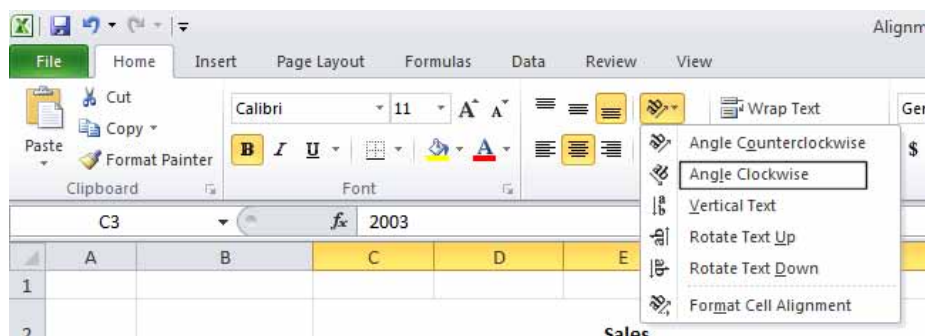 Alignm
File Home Insert Page Layout Formulas Data Review View
Cut
Copy
Format Painter
Paste
Clipboard
Calibri 11 A A
B I U A
Font
Wrap Text
Gen
$
Angle Counterclockwise
Angle Clockwise
Vertical Text
Rotate Text Up
Rotate Text Down
Format Cell Alignment
C3 fx 2003
A B C D E
1
2 Sales